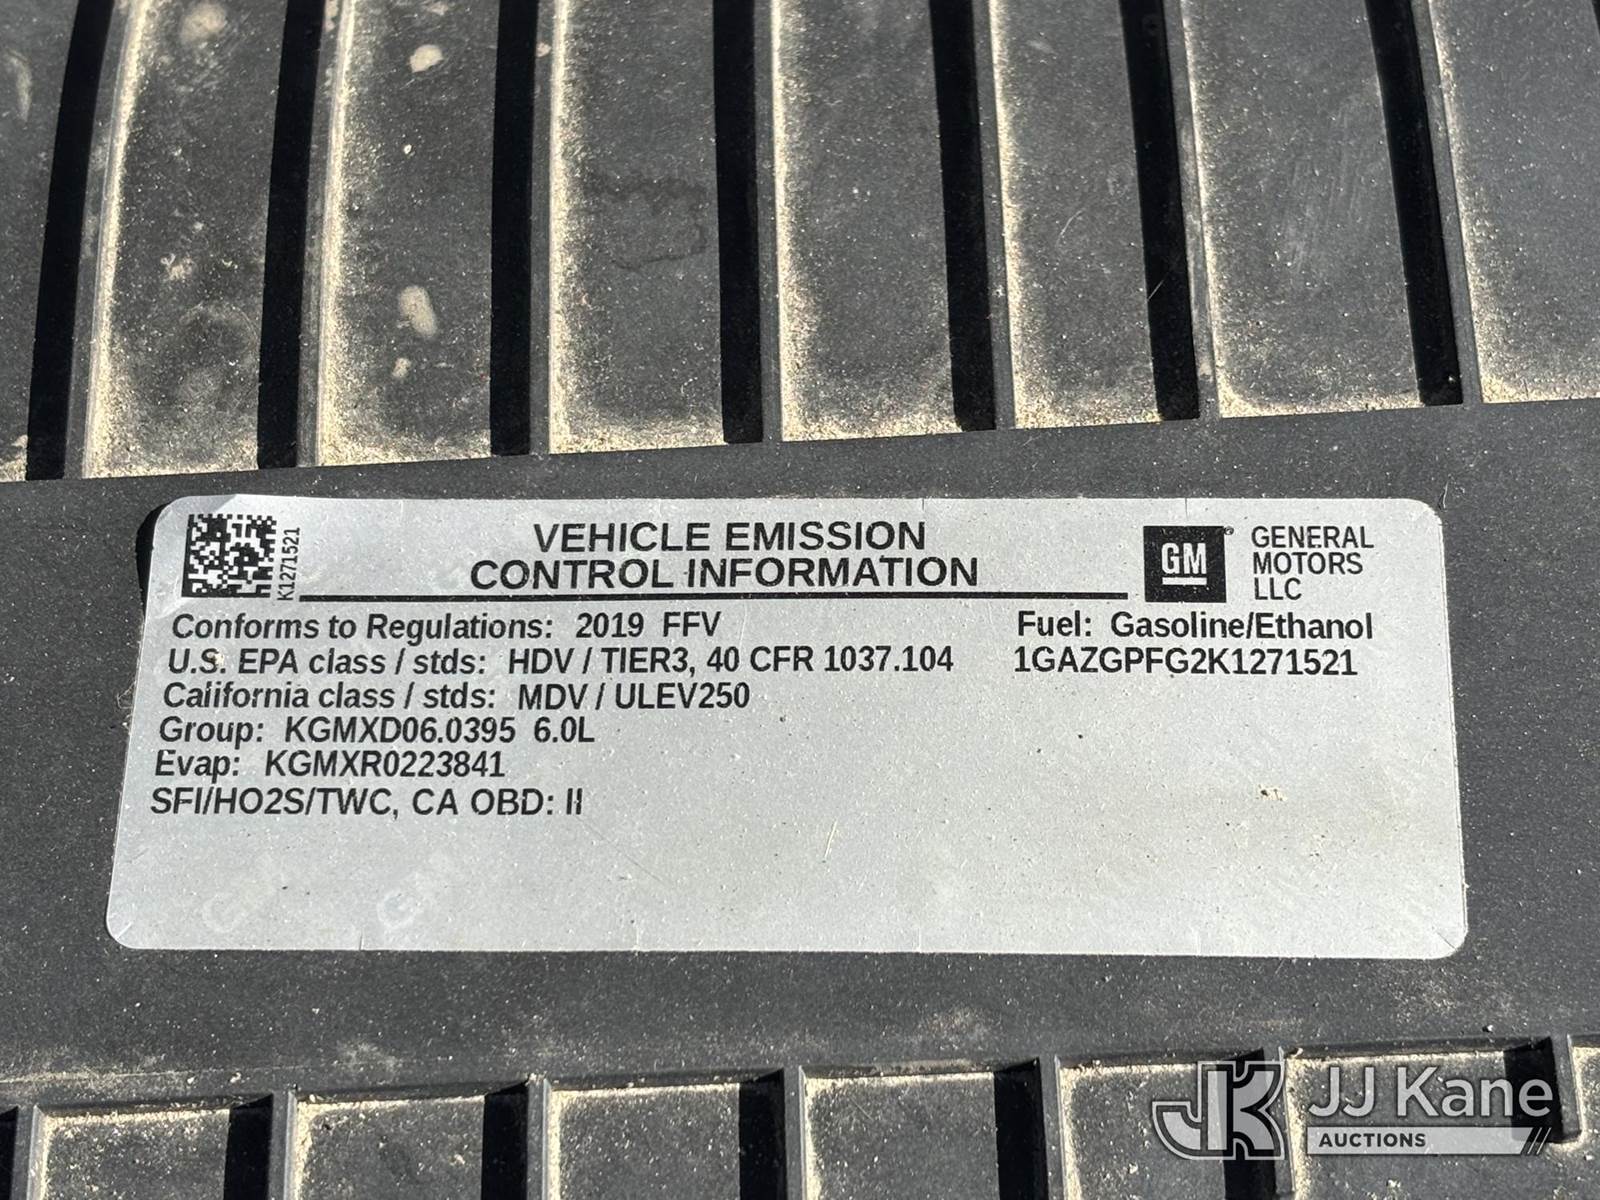 K1271521
VEHICLE EMISSION
CONTROL INFORMATION
GM
GENERAL
MOTORS
LLC
Conforms to Regulations: 2019 FFV
Fuel: Gasoline/Ethanol
U.S. EPA class / stds: HDV / TIER3, 40 CFR 1037.104
1GAZGPFG2K1271521
California class / stds: MDV / ULEV250
Group: KGMXD06.0395 6.0L
Evap: KGMXR0223841
SFI/HO2S/TWC, CA OBD: II
JK JJ Kane
AUCTIONS